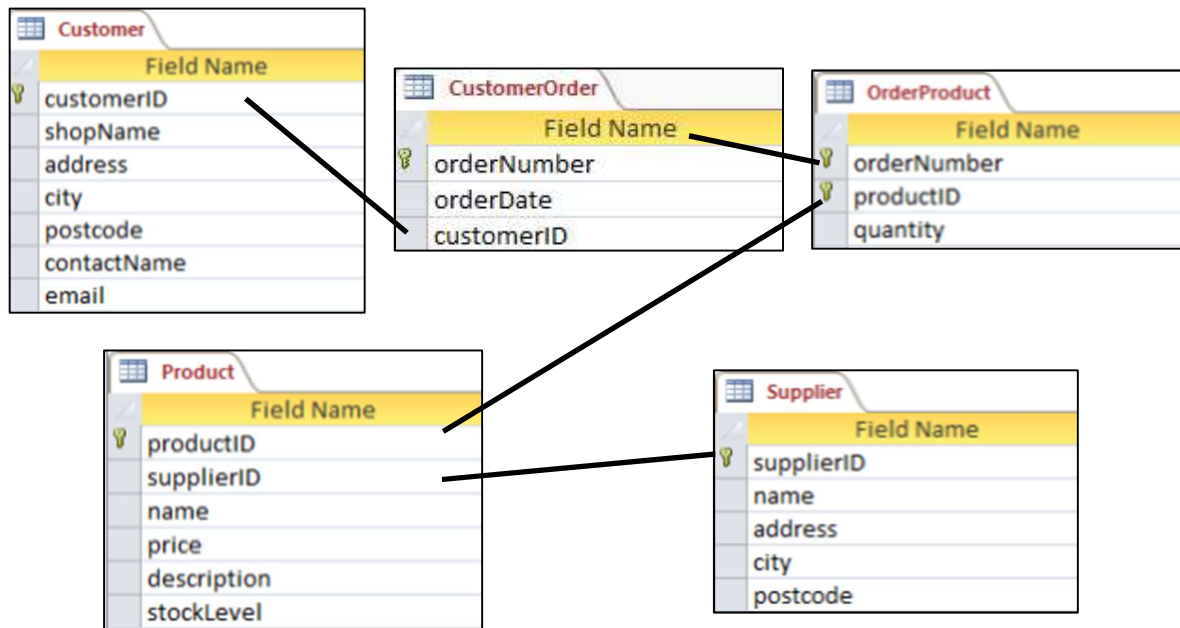 Customer
Field Name
customerID
shopName
address
city
postcode
contactName
email
CustomerOrder
Field Name
orderNumber
orderDate
customerID
OrderProduct
Field Name
orderNumber
productID
quantity
Product
Field Name
productID
supplierID
name
price
description
stockLevel
Supplier
Field Name
supplierID
name
address
city
postcode